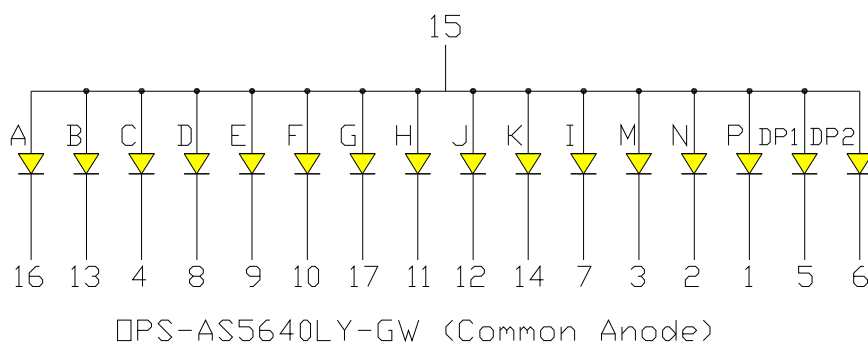 15
A B C D E F G H J K I M N P DP1 DP2
16 13 4 8 9 10 17 11 12 14 7 3 2 1 5 6
OPS-AS5640LY-GW (Common Anode)